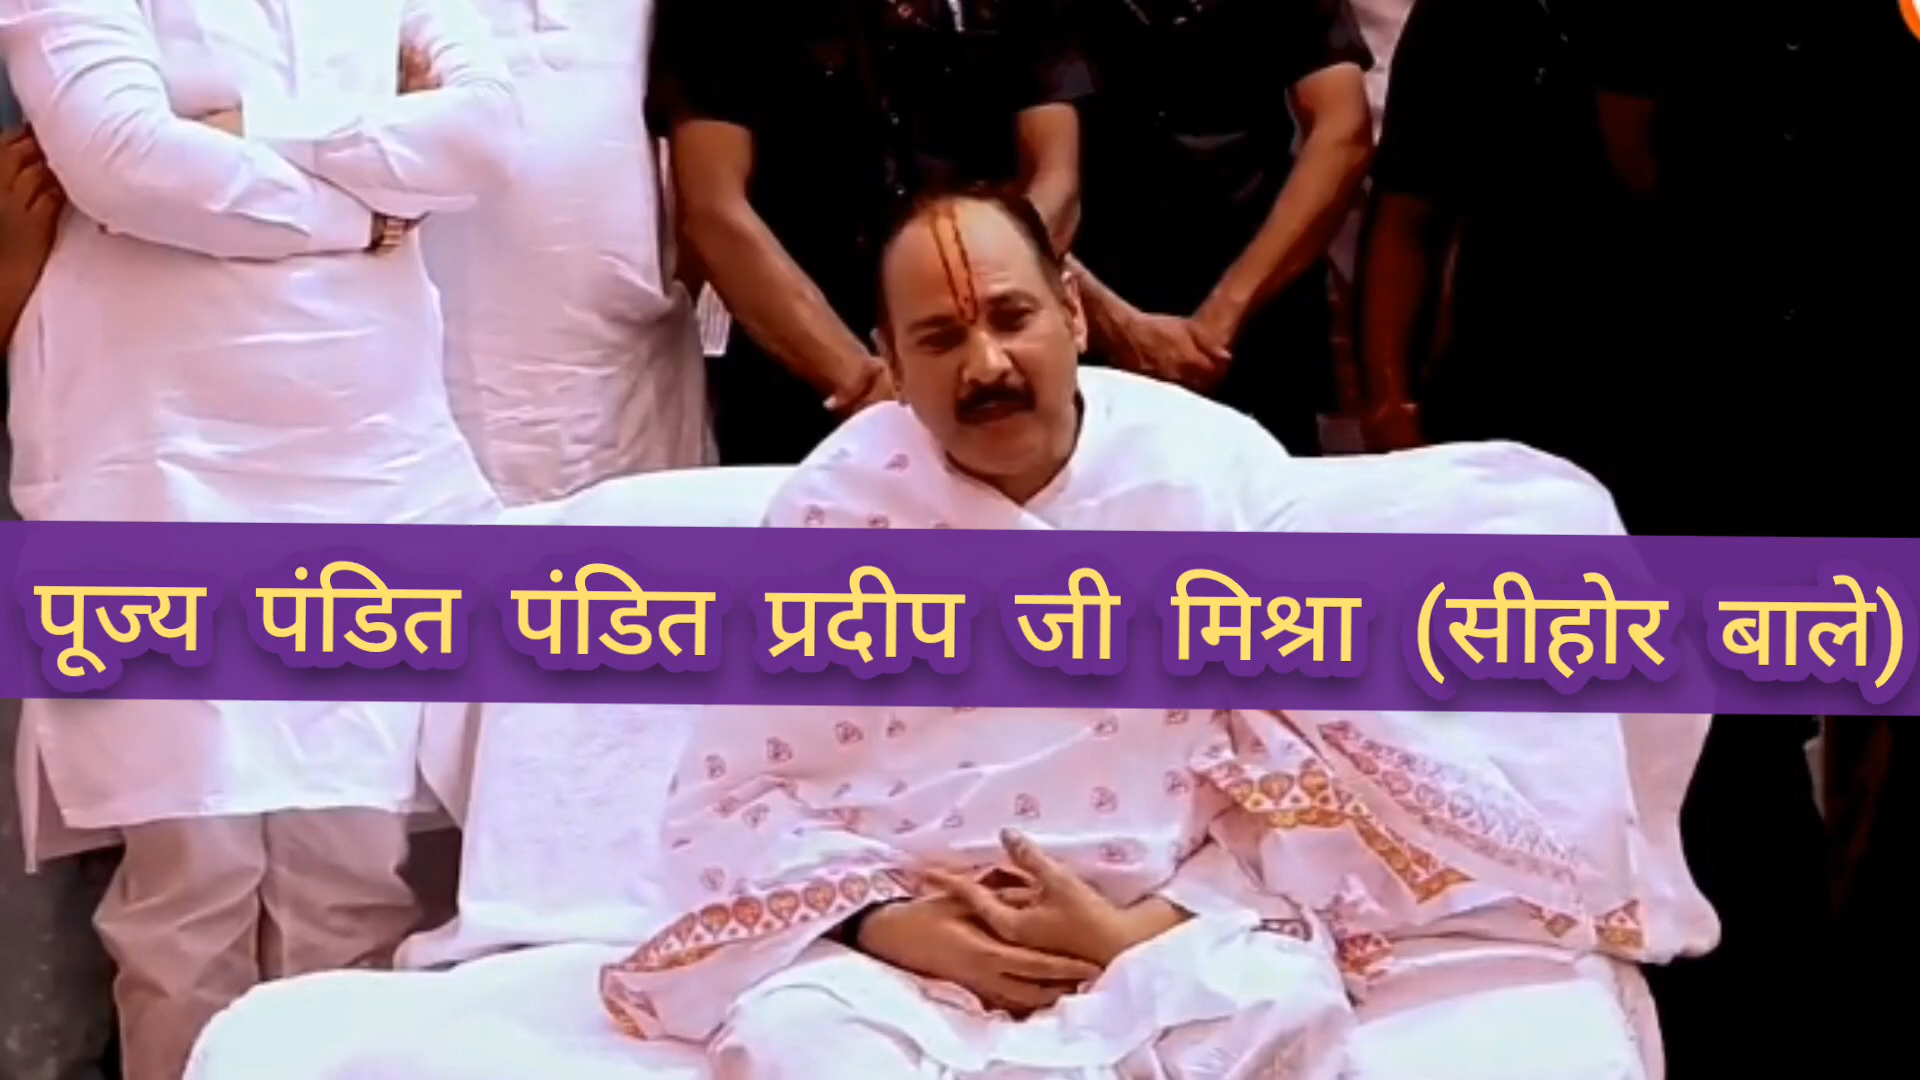 पूज्य पंडित पंडित प्रदीप जी मिश्रा (सीहोर बाले)